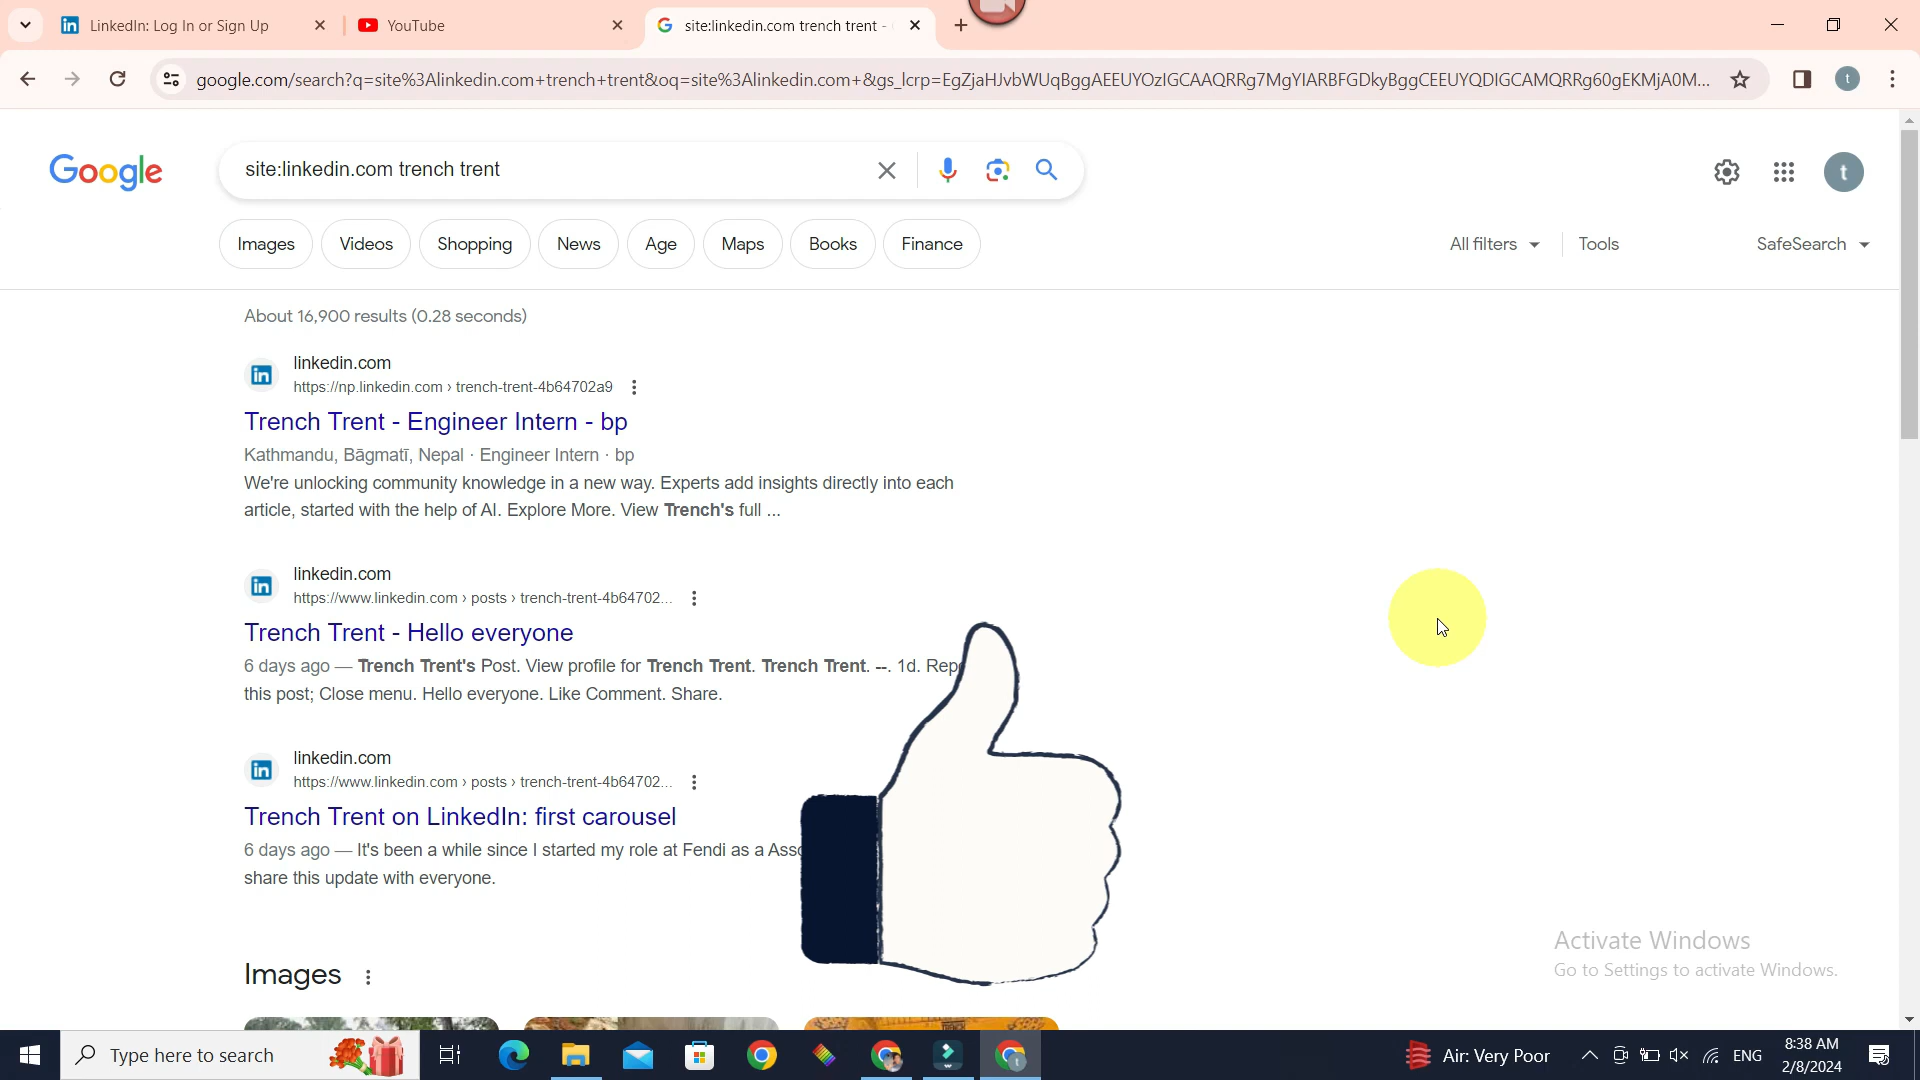 LinkedIn: Log In or Sign Up
YouTube
site:linkedin.com trench trent -
google.com/search?q=site%3Alinkedin.com+trench+trent&oq=site%3Alinkedin.com+&gs_lcrp=EgZjaHJvbWUqBggAEEUYOzIGCAAQRRg7MgYIARBFGDkyBggCEEUYQDIGCAMQRRg60gEKMjA0M...
t
Google
site:linkedin.com trench trent
t
Images
Videos
Shopping
News
Age
Maps
Books
Finance
All filters
Tools
SafeSearch
About 16,900 results (0.28 seconds)
in
linkedin.com
https://np.linkedin.com › trench-trent-4b64702a9
Trench Trent - Engineer Intern - bp
Kathmandu, Bāgmatī, Nepal · Engineer Intern · bp
We're unlocking community knowledge in a new way. Experts add insights directly into each
article, started with the help of AI. Explore More. View Trench's full ...
in
linkedin.com
https://www.linkedin.com › posts › trench-trent-4b64702...
Trench Trent - Hello everyone
6 days ago — Trench Trent's Post. View profile for Trench Trent. Trench Trent. --. 1d. Repo
this post; Close menu. Hello everyone. Like Comment. Share.
in
linkedin.com
https://www.linkedin.com › posts › trench-trent-4b64702...
Trench Trent on LinkedIn: first carousel
6 days ago — It's been a while since I started my role at Fendi as a Asso
share this update with everyone.
Images
Activate Windows
Go to Settings to activate Windows.
Type here to search
Air: Very Poor
ENG
8:38 AM
2/8/2024